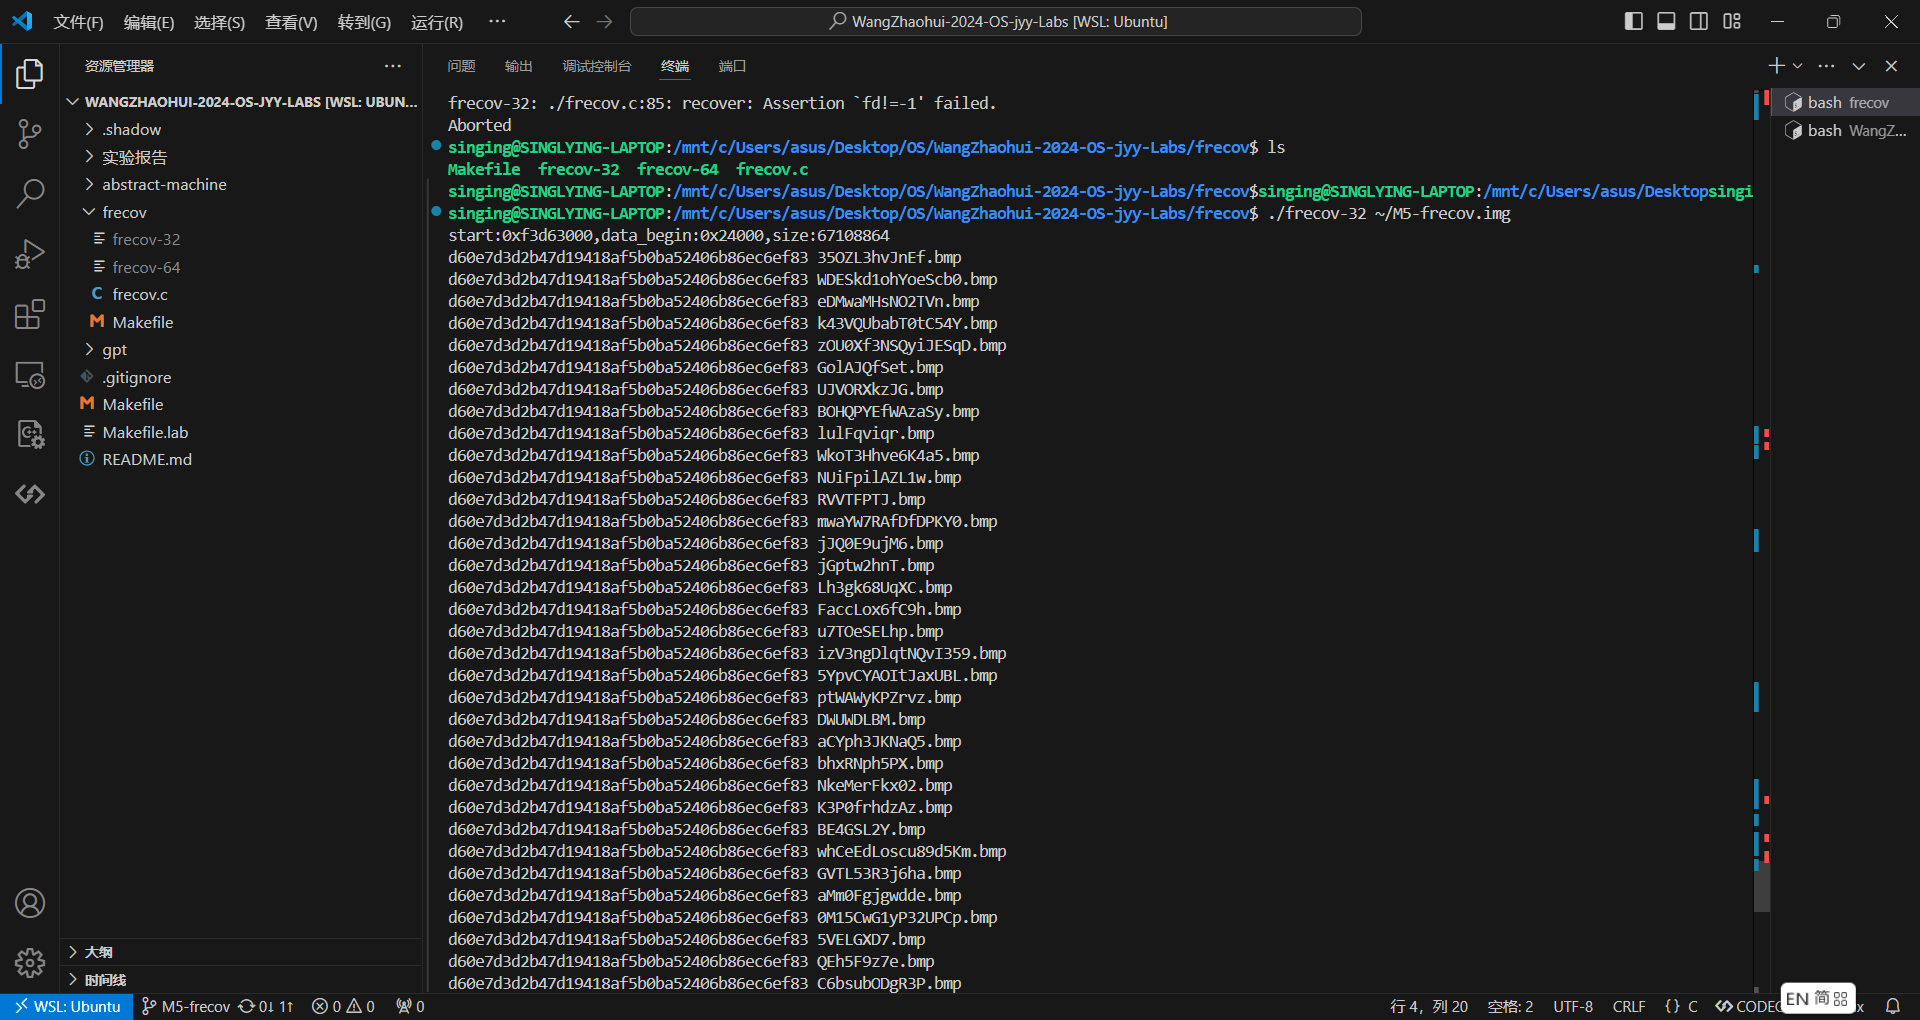 文件(F) 编辑(E) 选择(S) 查看(V) 转到(G) 运行(R) ··· WangZhaohui-2024-OS-jyy-Labs [WSL: Ubuntu]
资源管理器
WANGZHAOHUI-2024-OS-JYY-LABS [WSL: UBUN...
.shadow
实验报告
abstract-machine
frecov
frecov-32
frecov-64
C frecov.c
M Makefile
gpt
.gitignore
M Makefile
Makefile.lab
README.md
大纲
时间线
问题 输出 调试控制台 终端 端口
frecov-32: ./frecov.c:85: recover: Assertion `fd!=-1' failed.
Aborted
singing@SINGLYING-LAPTOP:/mnt/c/Users/asus/Desktop/OS/WangZhaohui-2024-OS-jyy-Labs/frecov$ ls
Makefile frecov-32 frecov-64 frecov.c
singing@SINGLYING-LAPTOP:/mnt/c/Users/asus/Desktop/OS/WangZhaohui-2024-OS-jyy-Labs/frecov$singing@SINGLYING-LAPTOP:/mnt/c/Users/asus/Desktopsingi
singing@SINGLYING-LAPTOP:/mnt/c/Users/asus/Desktop/OS/WangZhaohui-2024-OS-jyy-Labs/frecov$ ./frecov-32 ~/M5-frecov.img
start:0xf3d63000,data_begin:0x24000,size:67108864
d60e7d3d2b47d19418af5b0ba52406b86ec6ef83 35OZL3hvJnEf.bmp
d60e7d3d2b47d19418af5b0ba52406b86ec6ef83 WDESkd1ohYoeScb0.bmp
d60e7d3d2b47d19418af5b0ba52406b86ec6ef83 eDMwaMHsNO2TVn.bmp
d60e7d3d2b47d19418af5b0ba52406b86ec6ef83 k43VQUbabT0tC54Y.bmp
d60e7d3d2b47d19418af5b0ba52406b86ec6ef83 zOU0Xf3NSQyiJESqD.bmp
d60e7d3d2b47d19418af5b0ba52406b86ec6ef83 GolAJQfSet.bmp
d60e7d3d2b47d19418af5b0ba52406b86ec6ef83 UJVORXkzJG.bmp
d60e7d3d2b47d19418af5b0ba52406b86ec6ef83 BOHQPYEfWAzaSy.bmp
d60e7d3d2b47d19418af5b0ba52406b86ec6ef83 lulFqviqr.bmp
d60e7d3d2b47d19418af5b0ba52406b86ec6ef83 WkoT3Hhve6K4a5.bmp
d60e7d3d2b47d19418af5b0ba52406b86ec6ef83 NUiFpilAZL1w.bmp
d60e7d3d2b47d19418af5b0ba52406b86ec6ef83 RVVTFPTJ.bmp
d60e7d3d2b47d19418af5b0ba52406b86ec6ef83 mwaYW7RAfDfDPKY0.bmp
d60e7d3d2b47d19418af5b0ba52406b86ec6ef83 jJQ0E9ujM6.bmp
d60e7d3d2b47d19418af5b0ba52406b86ec6ef83 jGptw2hnT.bmp
d60e7d3d2b47d19418af5b0ba52406b86ec6ef83 Lh3gk68UqXC.bmp
d60e7d3d2b47d19418af5b0ba52406b86ec6ef83 FaccLox6fC9h.bmp
d60e7d3d2b47d19418af5b0ba52406b86ec6ef83 u7TOeSELhp.bmp
d60e7d3d2b47d19418af5b0ba52406b86ec6ef83 izV3ngDlqtNQvI359.bmp
d60e7d3d2b47d19418af5b0ba52406b86ec6ef83 5YpvCYAOItJaxUBL.bmp
d60e7d3d2b47d19418af5b0ba52406b86ec6ef83 ptWAWyKPZrvz.bmp
d60e7d3d2b47d19418af5b0ba52406b86ec6ef83 DWUWDLBM.bmp
d60e7d3d2b47d19418af5b0ba52406b86ec6ef83 aCYph3JKNaQ5.bmp
d60e7d3d2b47d19418af5b0ba52406b86ec6ef83 bhxRNph5PX.bmp
d60e7d3d2b47d19418af5b0ba52406b86ec6ef83 NkeMerFkx02.bmp
d60e7d3d2b47d19418af5b0ba52406b86ec6ef83 K3P0frhdzAz.bmp
d60e7d3d2b47d19418af5b0ba52406b86ec6ef83 BE4GSL2Y.bmp
d60e7d3d2b47d19418af5b0ba52406b86ec6ef83 whCeEdLoscu89d5Km.bmp
d60e7d3d2b47d19418af5b0ba52406b86ec6ef83 GVTL53R3j6ha.bmp
d60e7d3d2b47d19418af5b0ba52406b86ec6ef83 aMm0Fgjgwdde.bmp
d60e7d3d2b47d19418af5b0ba52406b86ec6ef83 0M15CwG1yP32UPCp.bmp
d60e7d3d2b47d19418af5b0ba52406b86ec6ef83 5VELGXD7.bmp
d60e7d3d2b47d19418af5b0ba52406b86ec6ef83 QEh5F9z7e.bmp
d60e7d3d2b47d19418af5b0ba52406b86ec6ef83 C6bsubODgR3P.bmp
bash frecov
bash WangZ...
WSL: Ubuntu M5-frecov 0↓ 1↑ 0 0 0 行 4，列 20 空格: 2 UTF-8 CRLF {} C CODEG x
EN 简